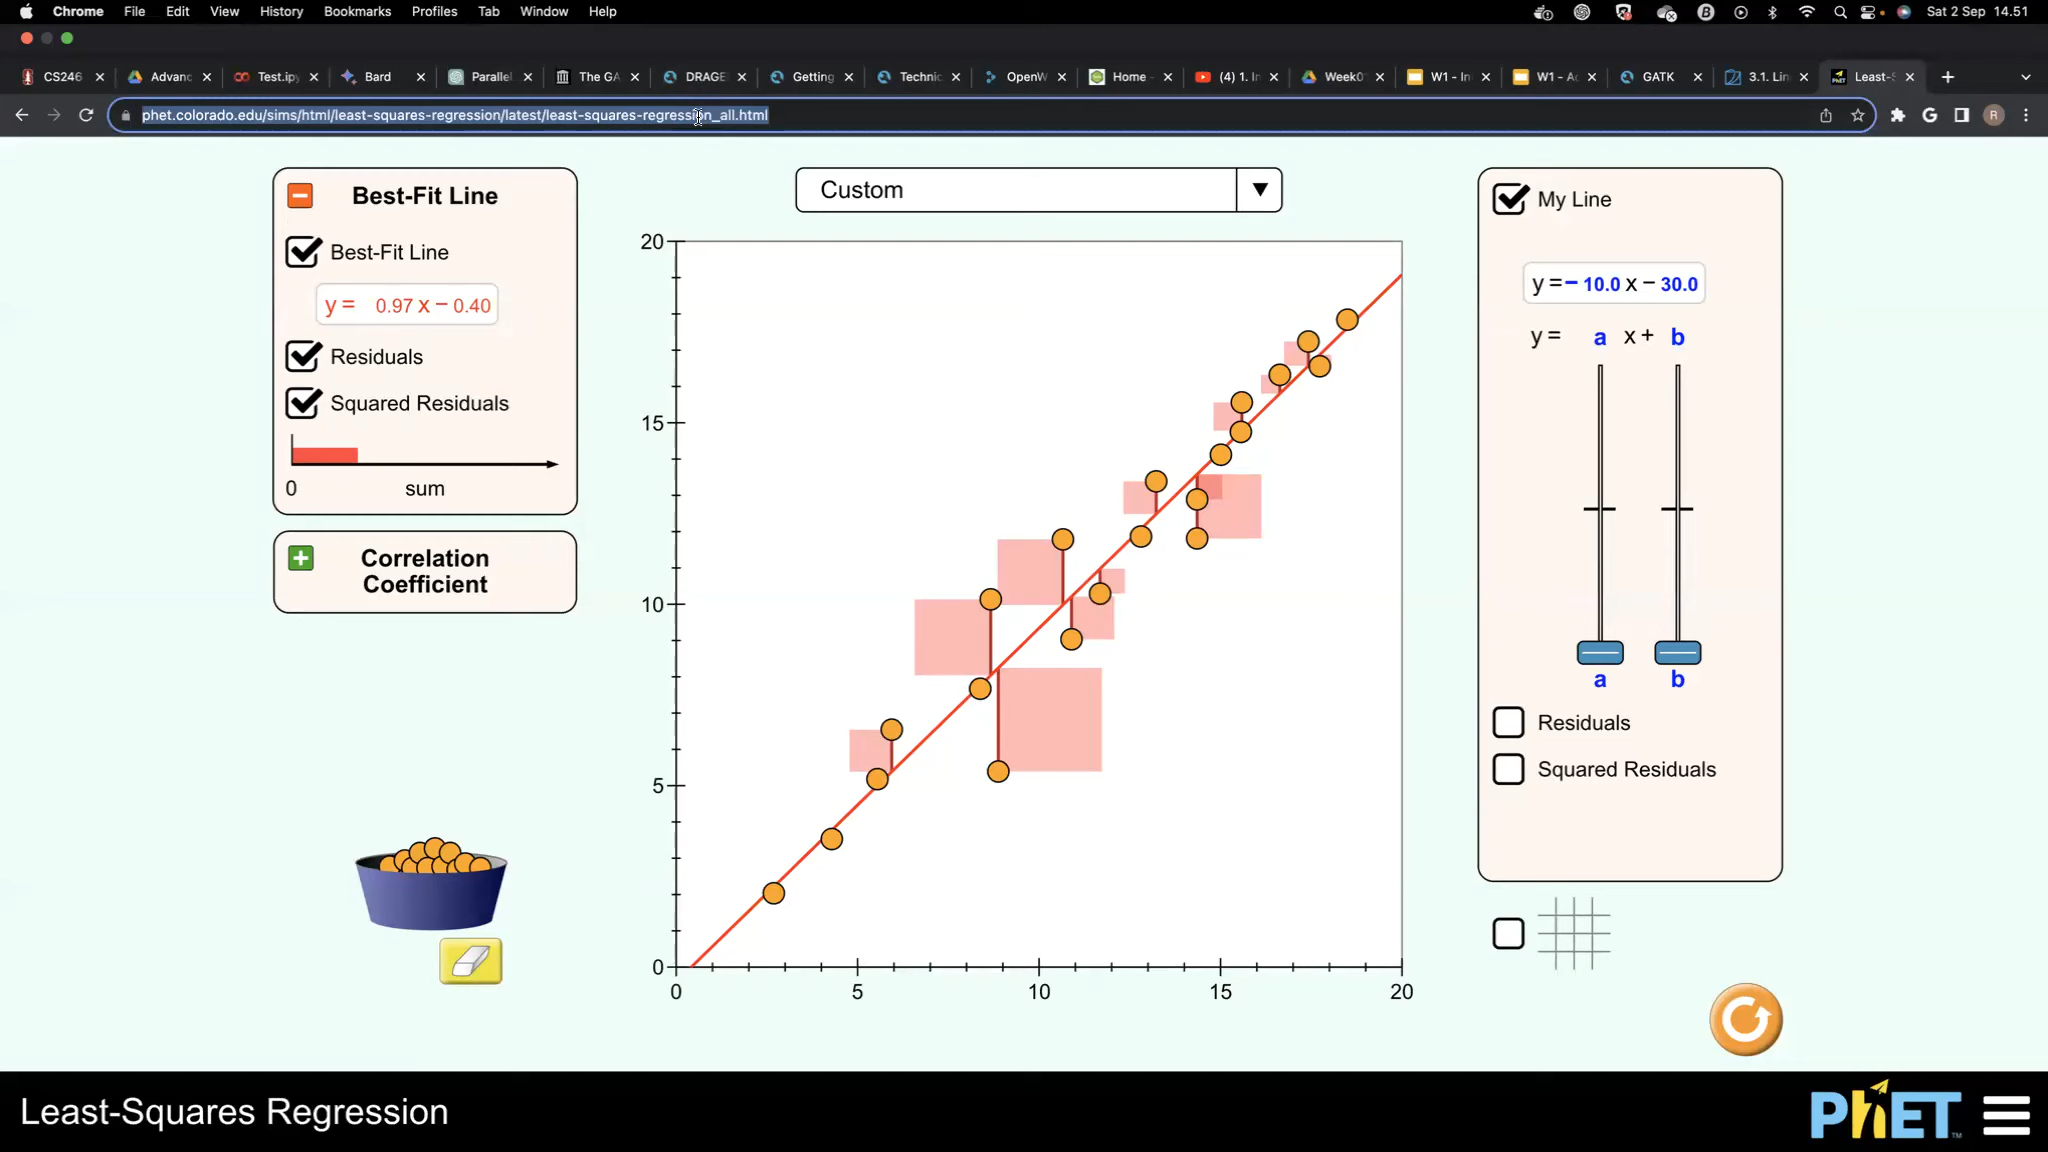 Chrome File Edit View History Bookmarks Profiles Tab Window Help Sat 2 Sep 14.51
CS246 Advanc Test.ipy Bard Parallel The GA DRAGE Getting Technic OpenW Home - (4) 1. In Week0 W1 - In W1 - Ac GATK 3.1. Lin Least-S
phet.colorado.edu/sims/html/least-squares-regression/latest/least-squares-regression_all.html R
Best-Fit Line
Best-Fit Line
y = 0.97 x − 0.40
Residuals
Squared Residuals
0 sum
Correlation
Coefficient
Custom
20
15
10
5
0
0 5 10 15 20
My Line
y = − 10.0 x − 30.0
y = a x + b
a b
Residuals
Squared Residuals
Least-Squares Regression
PhET™